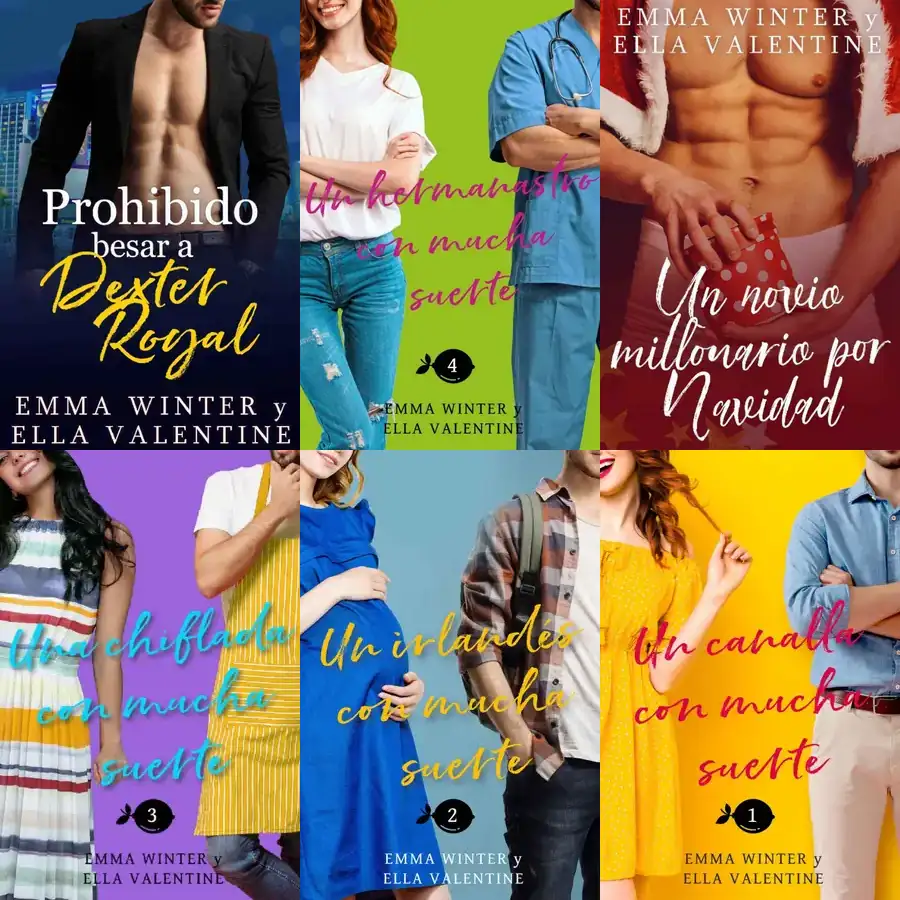 Prohibido
besar a
Dexter
Royal
EMMA WINTER y
ELLA VALENTINE
Un hermanastro
con mucha
suerte
4
EMMA WINTER y
ELLA VALENTINE
EMMA WINTER y
ELLA VALENTINE
Un novio
millonario por
Navidad
Una chiflada
con mucha
suerte
3
EMMA WINTER y
ELLA VALENTINE
Un irlandés
con mucha
suerte
2
EMMA WINTER y
ELLA VALENTINE
Un canalla
con mucha
suerte
1
EMMA WINTER y
ELLA VALENTINE